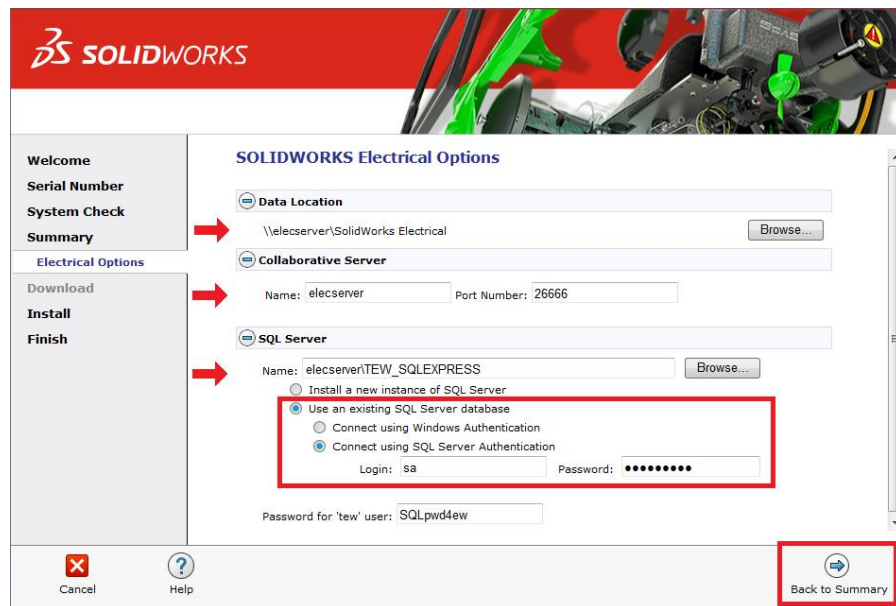 SOLIDWORKS
Welcome
Serial Number
System Check
Summary
Electrical Options
Download
Install
Finish
SOLIDWORKS Electrical Options
Data Location
\\elecserver\SolidWorks Electrical Browse...
Collaborative Server
Name: elecserver Port Number: 26666
SQL Server
Name: elecserver\TEW_SQLEXPRESS Browse...
Install a new instance of SQL Server
Use an existing SQL Server database
Connect using Windows Authentication
Connect using SQL Server Authentication
Login: sa Password: ●●●●●●●●●
Password for 'tew' user: SQLpwd4ew
Cancel Help Back to Summary